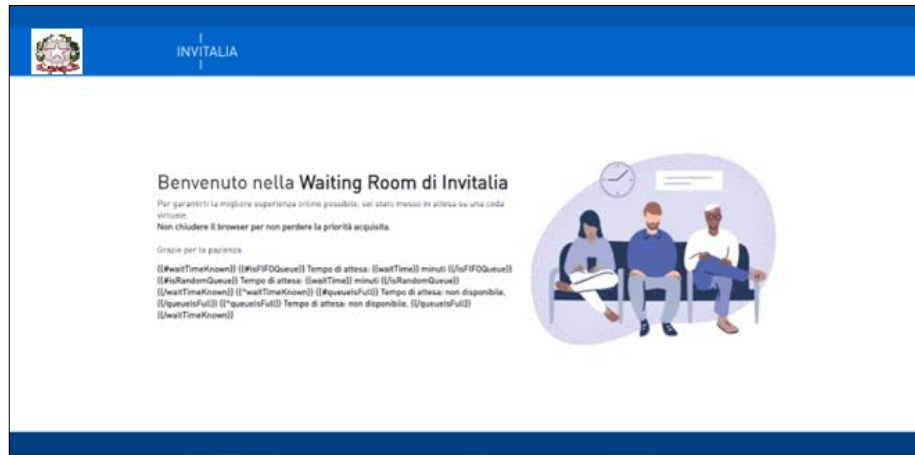 INVITALIA
Benvenuto nella Waiting Room di Invitalia
Per garantirti la migliore esperienza online possibile, sei stato messo in attesa su una coda
virtuale.
Non chiudere il browser per non perdere la priorità acquisita.
Grazie per la pazienza.
{{#waitTimeKnown}} {{#isFIFOQueue}} Tempo di attesa: {{waitTime}} minuti {{/isFIFOQueue}}
{{#isRandomQueue}} Tempo di attesa: {{waitTime}} minuti {{/isRandomQueue}}
{{/waitTimeKnown}} {{^waitTimeKnown}} {{#queueIsFull}} Tempo di attesa: non disponibile.
{{/queueIsFull}} {{^queueIsFull}} Tempo di attesa: non disponibile. {{/queueIsFull}}
{{/waitTimeKnown}}